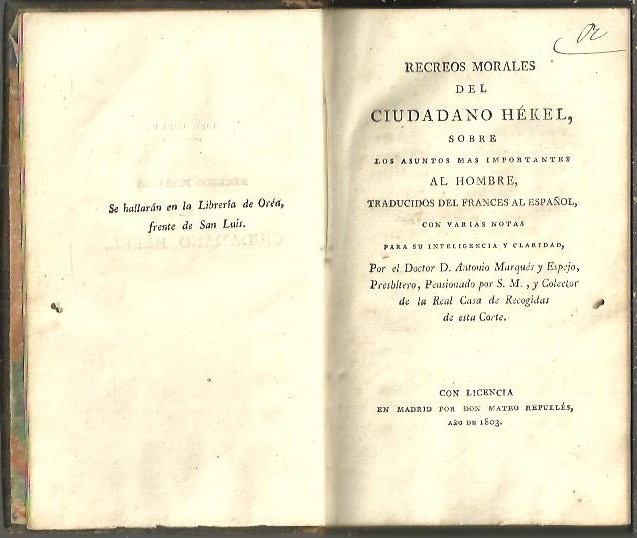 Se hallarán en la Librería de Oréa,
frente de San Luis.
RECREOS MORALES
DEL
CIUDADANO HÉKEL,
SOBRE
LOS ASUNTOS MAS IMPORTANTES
AL HOMBRE,
TRADUCIDOS DEL FRANCES AL ESPAÑOL,
CON VARIAS NOTAS
PARA SU INTELIGENCIA Y CLARIDAD,
Por el Doctor D. Antonio Marqués y Espejo,
Presbítero, Pensionado por S. M., y Colector
de la Real Casa de Recogidas
de esta Corte.
CON LICENCIA
EN MADRID POR DON MATEO REPULLÉS,
AÑO DE 1803.